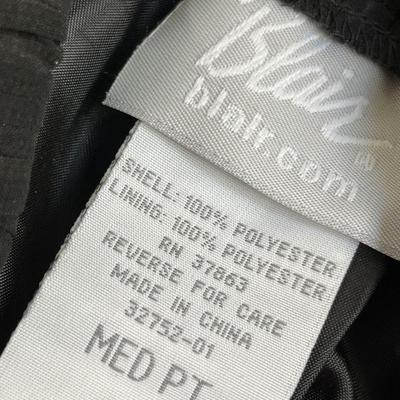 Blair
blair.com
SHELL: 100% POLYESTER
LINING: 100% POLYESTER
RN 37863
REVERSE FOR CARE
MADE IN CHINA
32752-01
MED PT